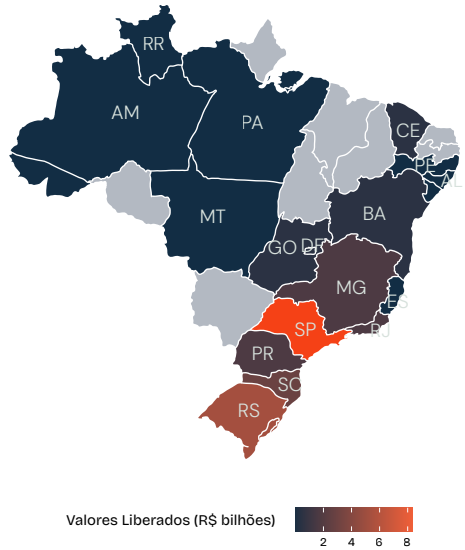 RR
AM
PA
CE
PE
AL
MT
BA
GO
DF
MG
ES
SP
RJ
PR
SC
RS
Valores Liberados (R$ bilhões)
2 4 6 8